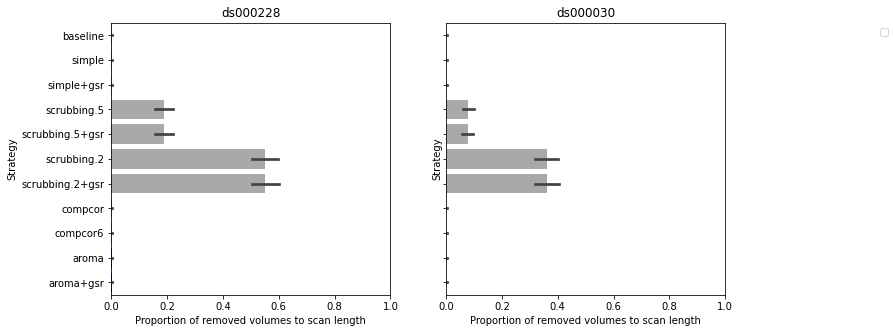 ds000228
ds000030
Strategy
baseline
simple
simple+gsr
scrubbing.5
scrubbing.5+gsr
scrubbing.2
scrubbing.2+gsr
compcor
compcor6
aroma
aroma+gsr
0.0 0.2 0.4 0.6 0.8 1.0
Proportion of removed volumes to scan length
Strategy
0.0 0.2 0.4 0.6 0.8 1.0
Proportion of removed volumes to scan length